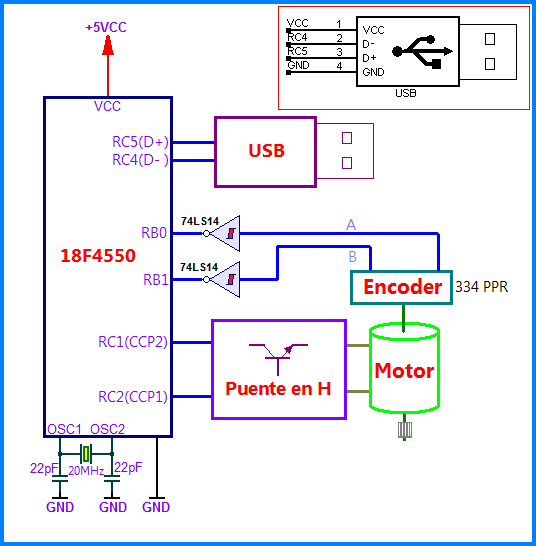 +5VCC
VCC 1 VCC
RC4 2 D-
RC5 3 D+
GND 4 GND
USB
VCC
RC5(D+)
RC4(D- )
USB
74LS14
A
RB0
18F4550
74LS14
B
RB1
Encoder
334 PPR
RC1(CCP2)
Motor
Puente en H
RC2(CCP1)
OSC1 OSC2
22pF 20MHz 22pF
GND GND GND